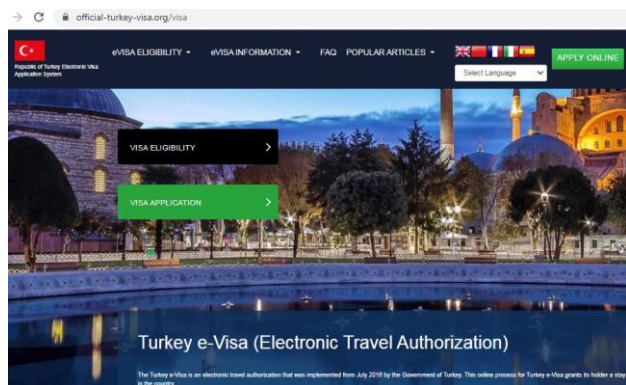 official-turkey-visa.org/visa
eVISA ELIGIBILITY
eVISA INFORMATION
FAQ
POPULAR ARTICLES
Republic of Turkey Electronic Visa
Application System
Select Language
APPLY ONLINE
VISA ELIGIBILITY
VISA APPLICATION
Turkey e-Visa (Electronic Travel Authorization)
The Turkey e-Visa is an electronic travel authorization that was implemented from July 2016 by the Government of Turkey. This online process for Turkey e-Visa grants its holder a stay
in the country